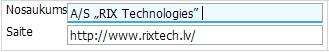 Nosaukums A/S „RIX Technologies”
Saite http://www.rixtech.lv/